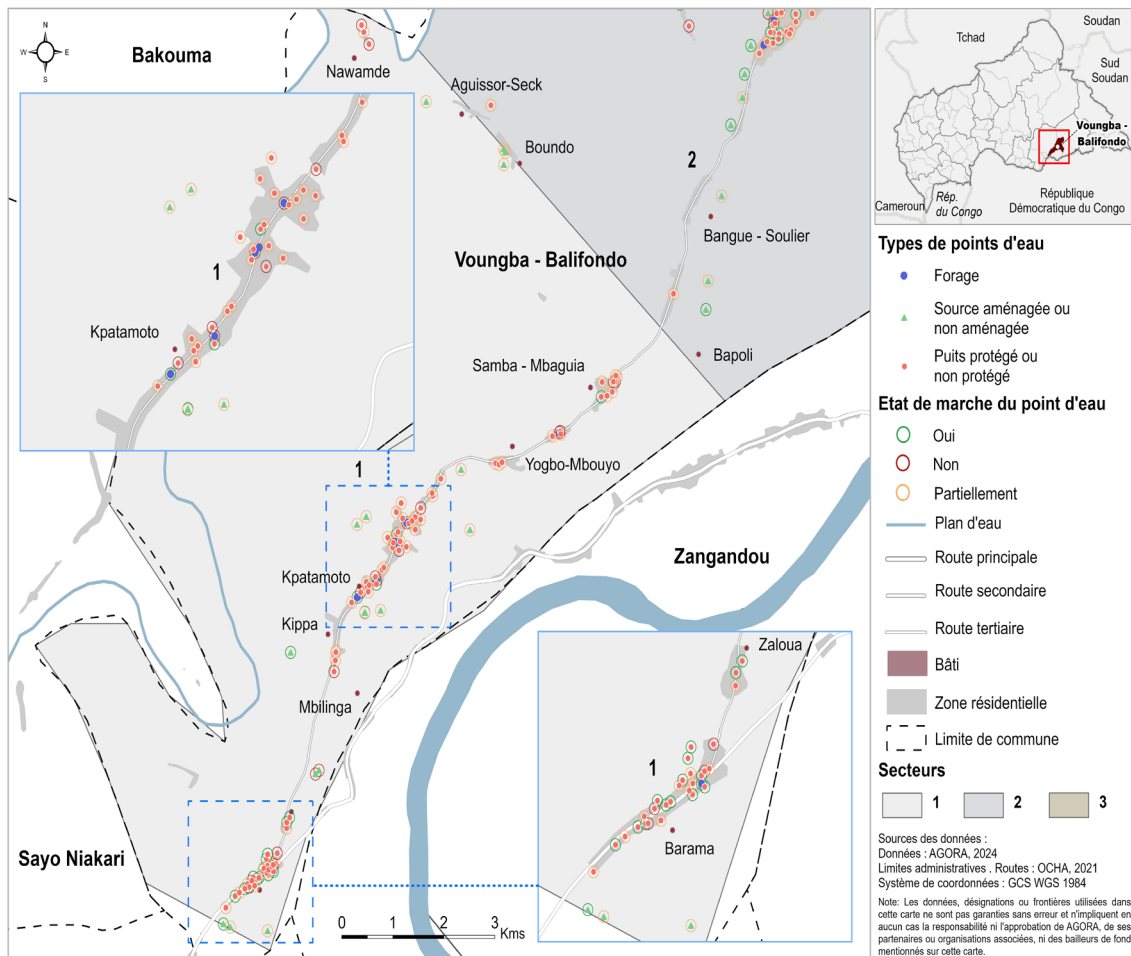 N
W
E
S
Bakouma
Nawamde
Aguissor-Seck
Boundo
2
Bangue - Soulier
Voungba - Balifondo
1
Kpatamoto
Samba - Mbaguia
Bapoli
Yogbo-Mbouyo
1
Zangandou
Kpatamoto
Kippa
Mbilinga
Zaloua
1
Barama
Sayo Niakari
0
1
2
3
Kms
Soudan
Tchad
Sud
Soudan
Voungba -
Balifondo
Cameroun
Rép.
du Congo
République
Démocratique du Congo
Types de points d'eau
Forage
Source aménagée ou
non aménagée
Puits protégé ou
non protégé
Etat de marche du point d'eau
Oui
Non
Partiellement
Plan d'eau
Route principale
Route secondaire
Route tertiaire
Bâti
Zone résidentielle
Limite de commune
Secteurs
1
2
3
Sources des données :
Données : AGORA, 2024
Limites administratives . Routes : OCHA, 2021
Système de coordonnées : GCS WGS 1984
Note: Les données, désignations ou frontières utilisées dans
cette carte ne sont pas garanties sans erreur et n'impliquent en
aucun cas la responsabilité ni l'approbation de AGORA, de ses
partenaires ou organisations associées, ni des bailleurs de fond
mentionnés sur cette carte.